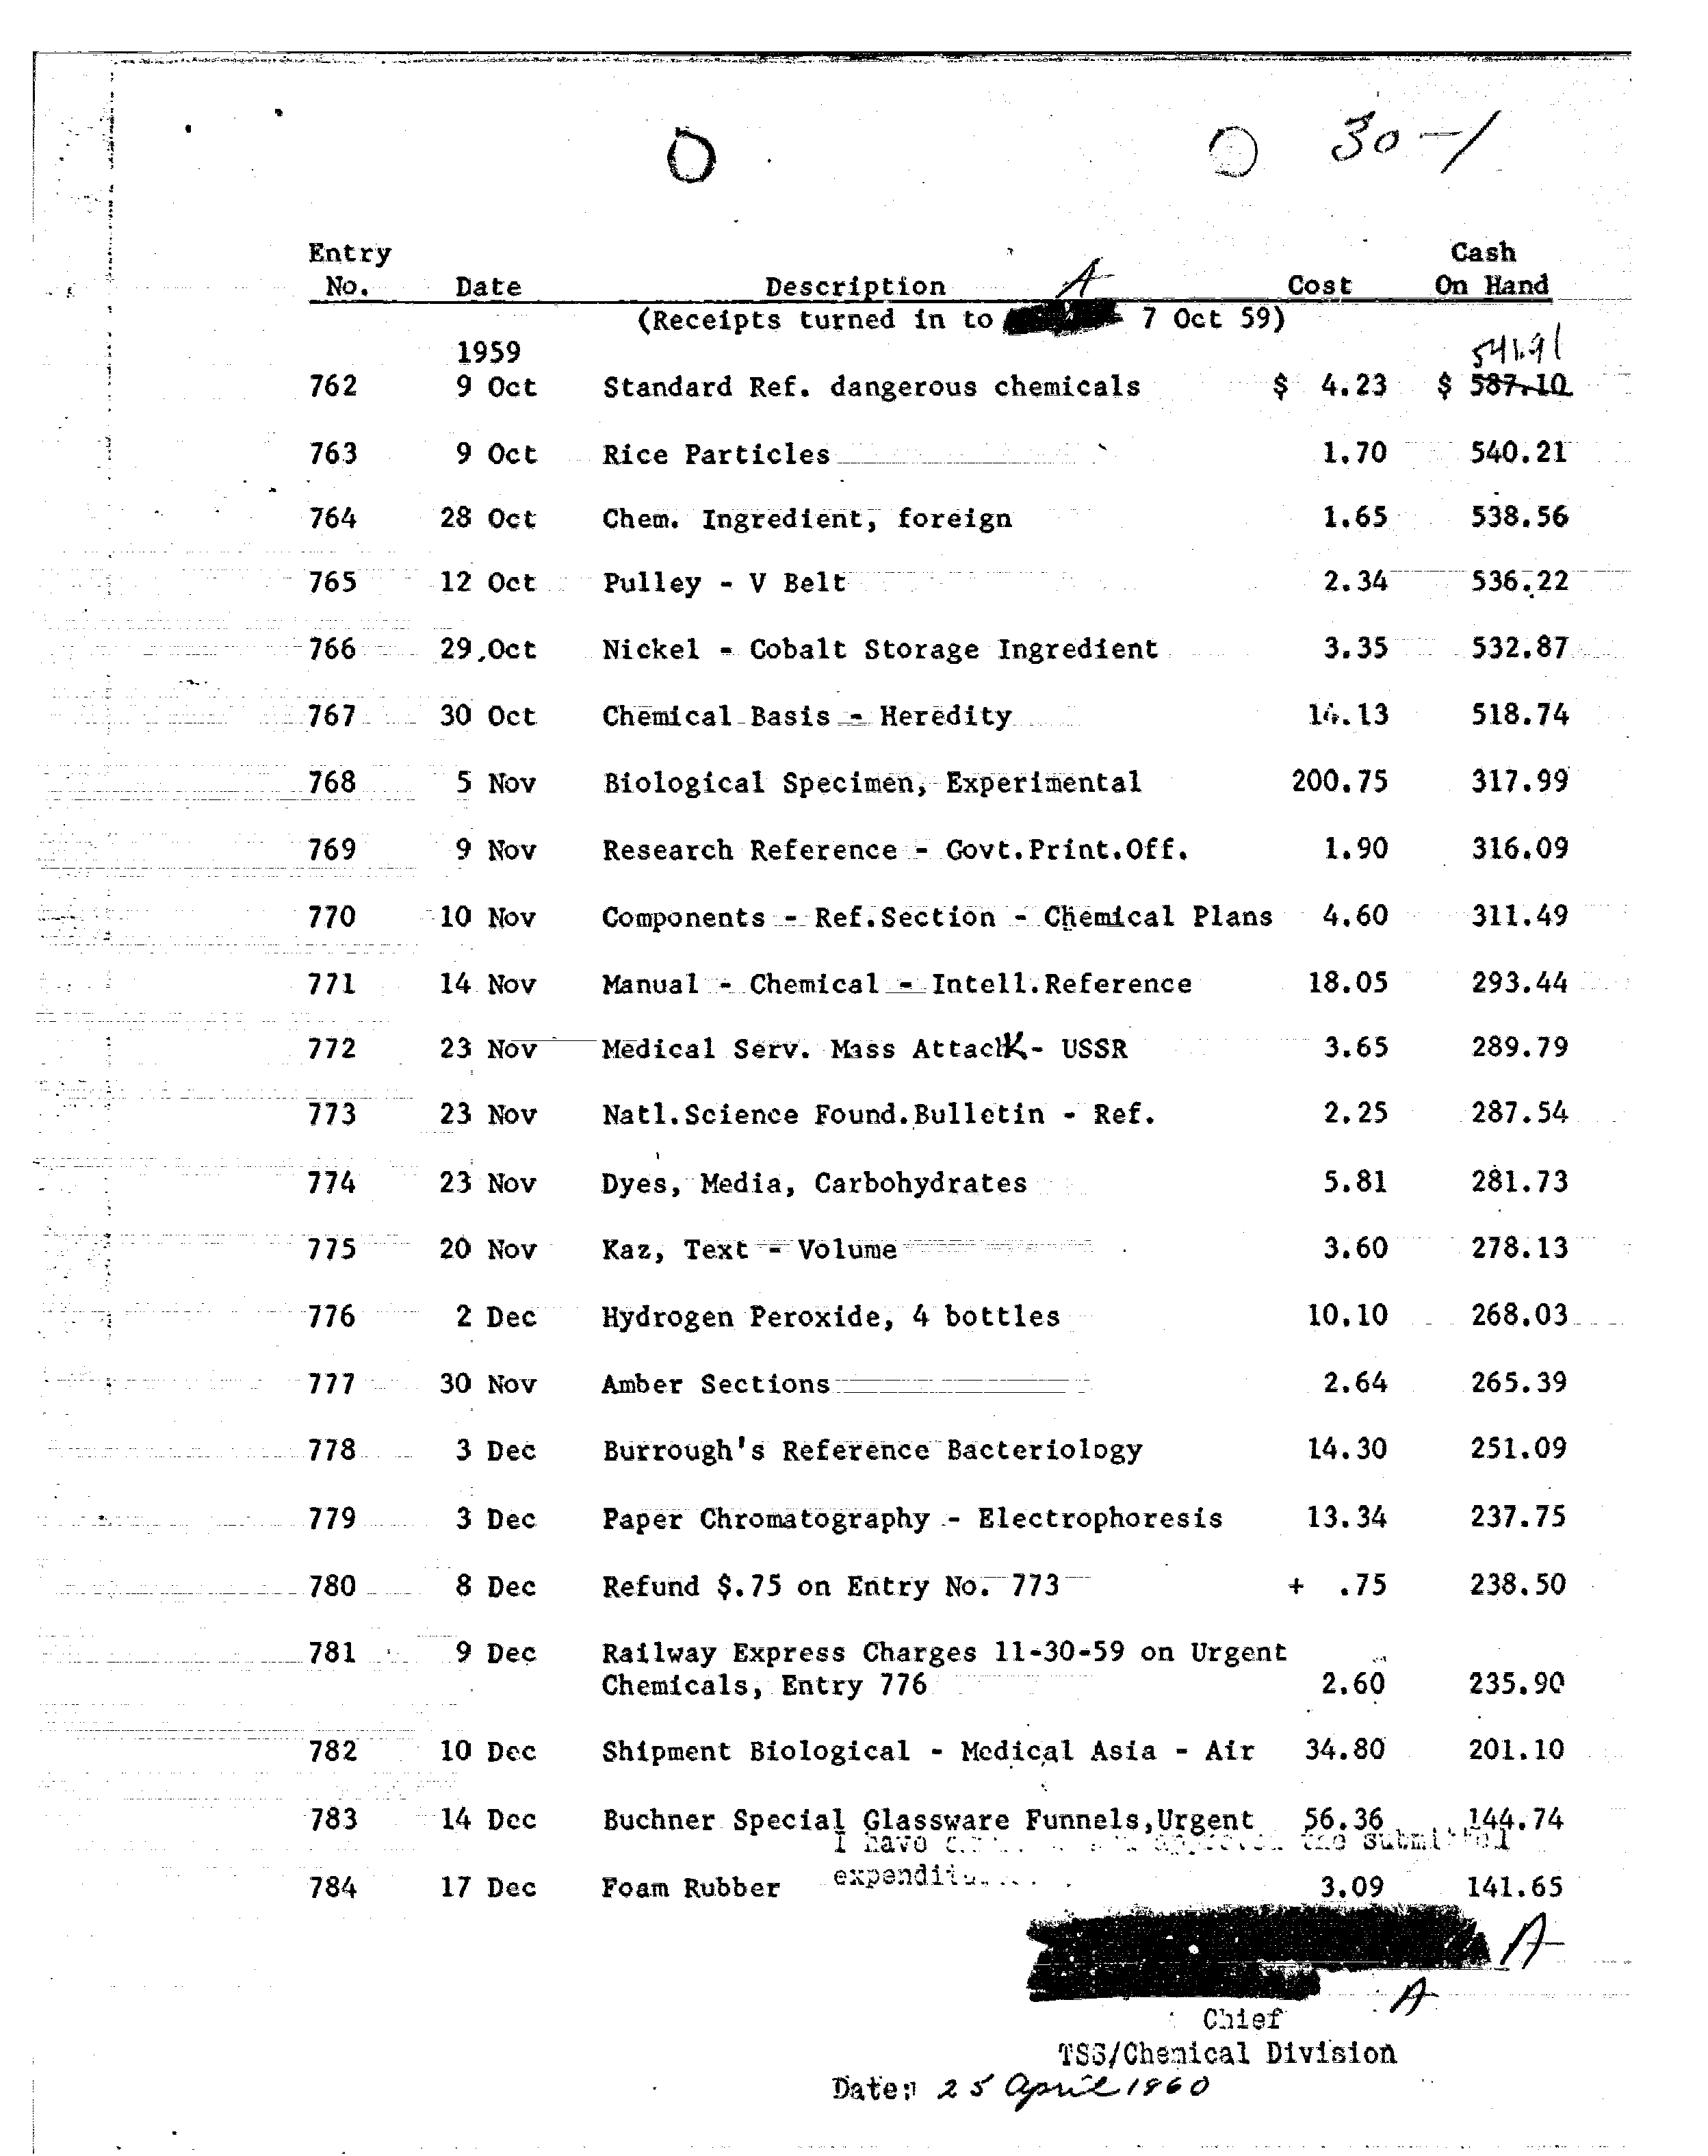 30-1
Entry Cash
No. Date Description A Cost On Hand
(Receipts turned in to 7 Oct 59)
1959 541.91
762 9 Oct Standard Ref. dangerous chemicals $ 4.23 $ 587.10
763 9 Oct Rice Particles 1.70 540.21
764 28 Oct Chem. Ingredient, foreign 1.65 538.56
765 12 Oct Pulley - V Belt 2.34 536.22
766 29 Oct Nickel - Cobalt Storage Ingredient 3.35 532.87
767 30 Oct Chemical Basis - Heredity 14.13 518.74
768 5 Nov Biological Specimen, Experimental 200.75 317.99
769 9 Nov Research Reference - Govt.Print.Off. 1.90 316.09
770 10 Nov Components - Ref.Section - Chemical Plans 4.60 311.49
771 14 Nov Manual - Chemical - Intell.Reference 18.05 293.44
772 23 Nov Medical Serv. Mass Attack - USSR 3.65 289.79
773 23 Nov Natl.Science Found.Bulletin - Ref. 2.25 287.54
774 23 Nov Dyes, Media, Carbohydrates 5.81 281.73
775 20 Nov Kaz, Text - Volume 3.60 278.13
776 2 Dec Hydrogen Peroxide, 4 bottles 10.10 268.03
777 30 Nov Amber Sections 2.64 265.39
778 3 Dec Burrough's Reference Bacteriology 14.30 251.09
779 3 Dec Paper Chromatography - Electrophoresis 13.34 237.75
780 8 Dec Refund $.75 on Entry No. 773 + .75 238.50
781 9 Dec Railway Express Charges 11-30-59 on Urgent
Chemicals, Entry 776 2.60 235.90
782 10 Dec Shipment Biological - Medical Asia - Air 34.80 201.10
783 14 Dec Buchner Special Glassware Funnels,Urgent 56.36 144.74
I have the submitted
784 17 Dec Foam Rubber 3.09 141.65
A
A
Chief
TSS/Chemical Division
Date: 25 April 1960